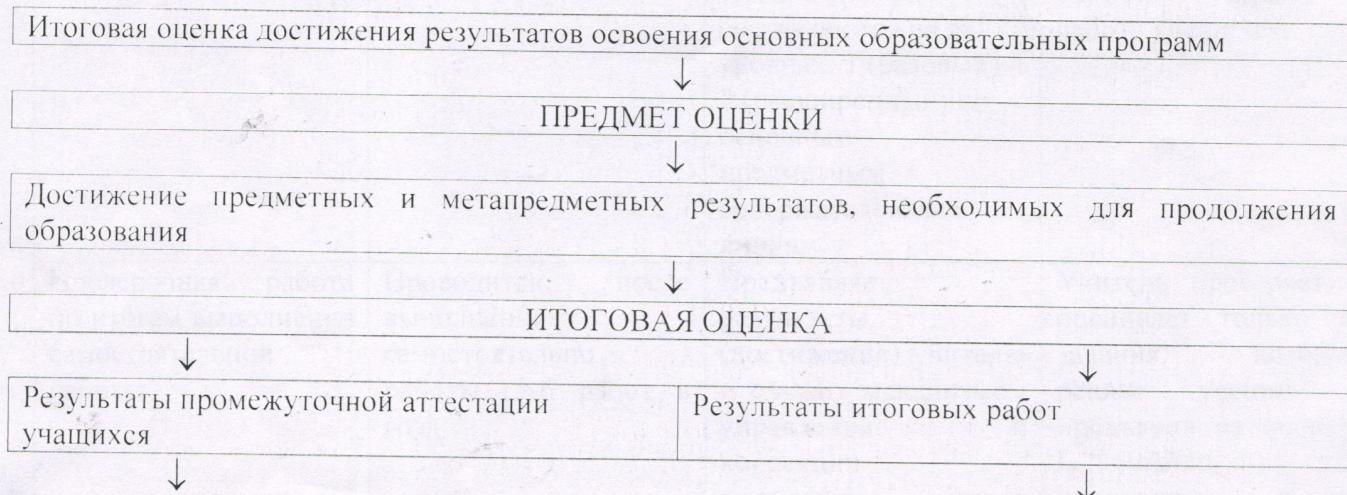 Итоговая оценка достижения результатов освоения основных образовательных программ
ПРЕДМЕТ ОЦЕНКИ
Достижение предметных и метапредметных результатов, необходимых для продолжения
образования
ИТОГОВАЯ ОЦЕНКА
Результаты промежуточной аттестации
учащихся
Результаты итоговых работ